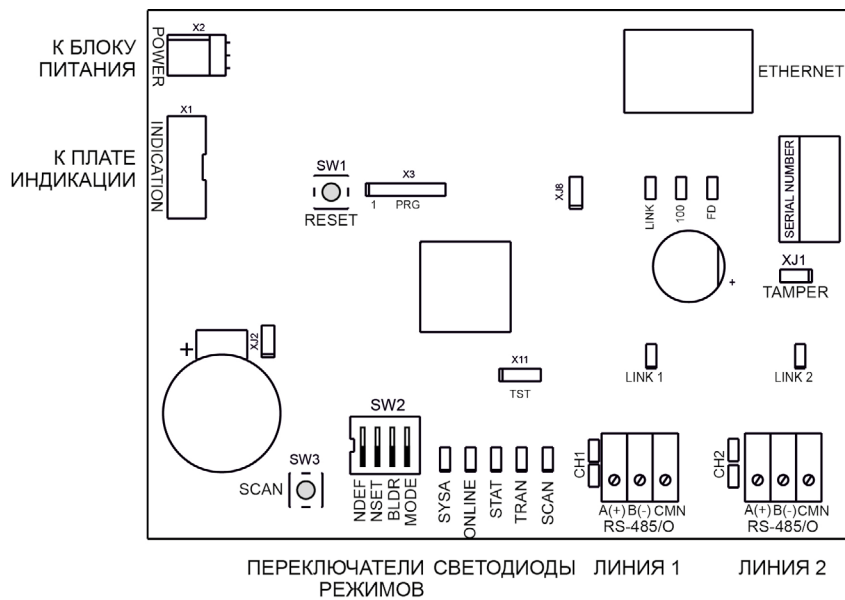 К БЛОКУ
ПИТАНИЯ
POWER
X2
ETHERNET
К ПЛАТЕ
ИНДИКАЦИИ
INDICATION
X1
SW1
RESET
X3
1 PRG
XJ8
LINK
100
FD
SERIAL NUMBER
XJ1
TAMPER
+
+
XJ2
X11
TST
LINK 1
LINK 2
SW2
SW3
SCAN
NDEF
NSET
BLDR
MODE
SYSA
ONLINE
STAT
TRAN
SCAN
CH1
A(+) B(-) CMN
RS-485/O
CH2
A(+) B(-) CMN
RS-485/O
ПЕРЕКЛЮЧАТЕЛИ
РЕЖИМОВ
СВЕТОДИОДЫ
ЛИНИЯ 1
ЛИНИЯ 2